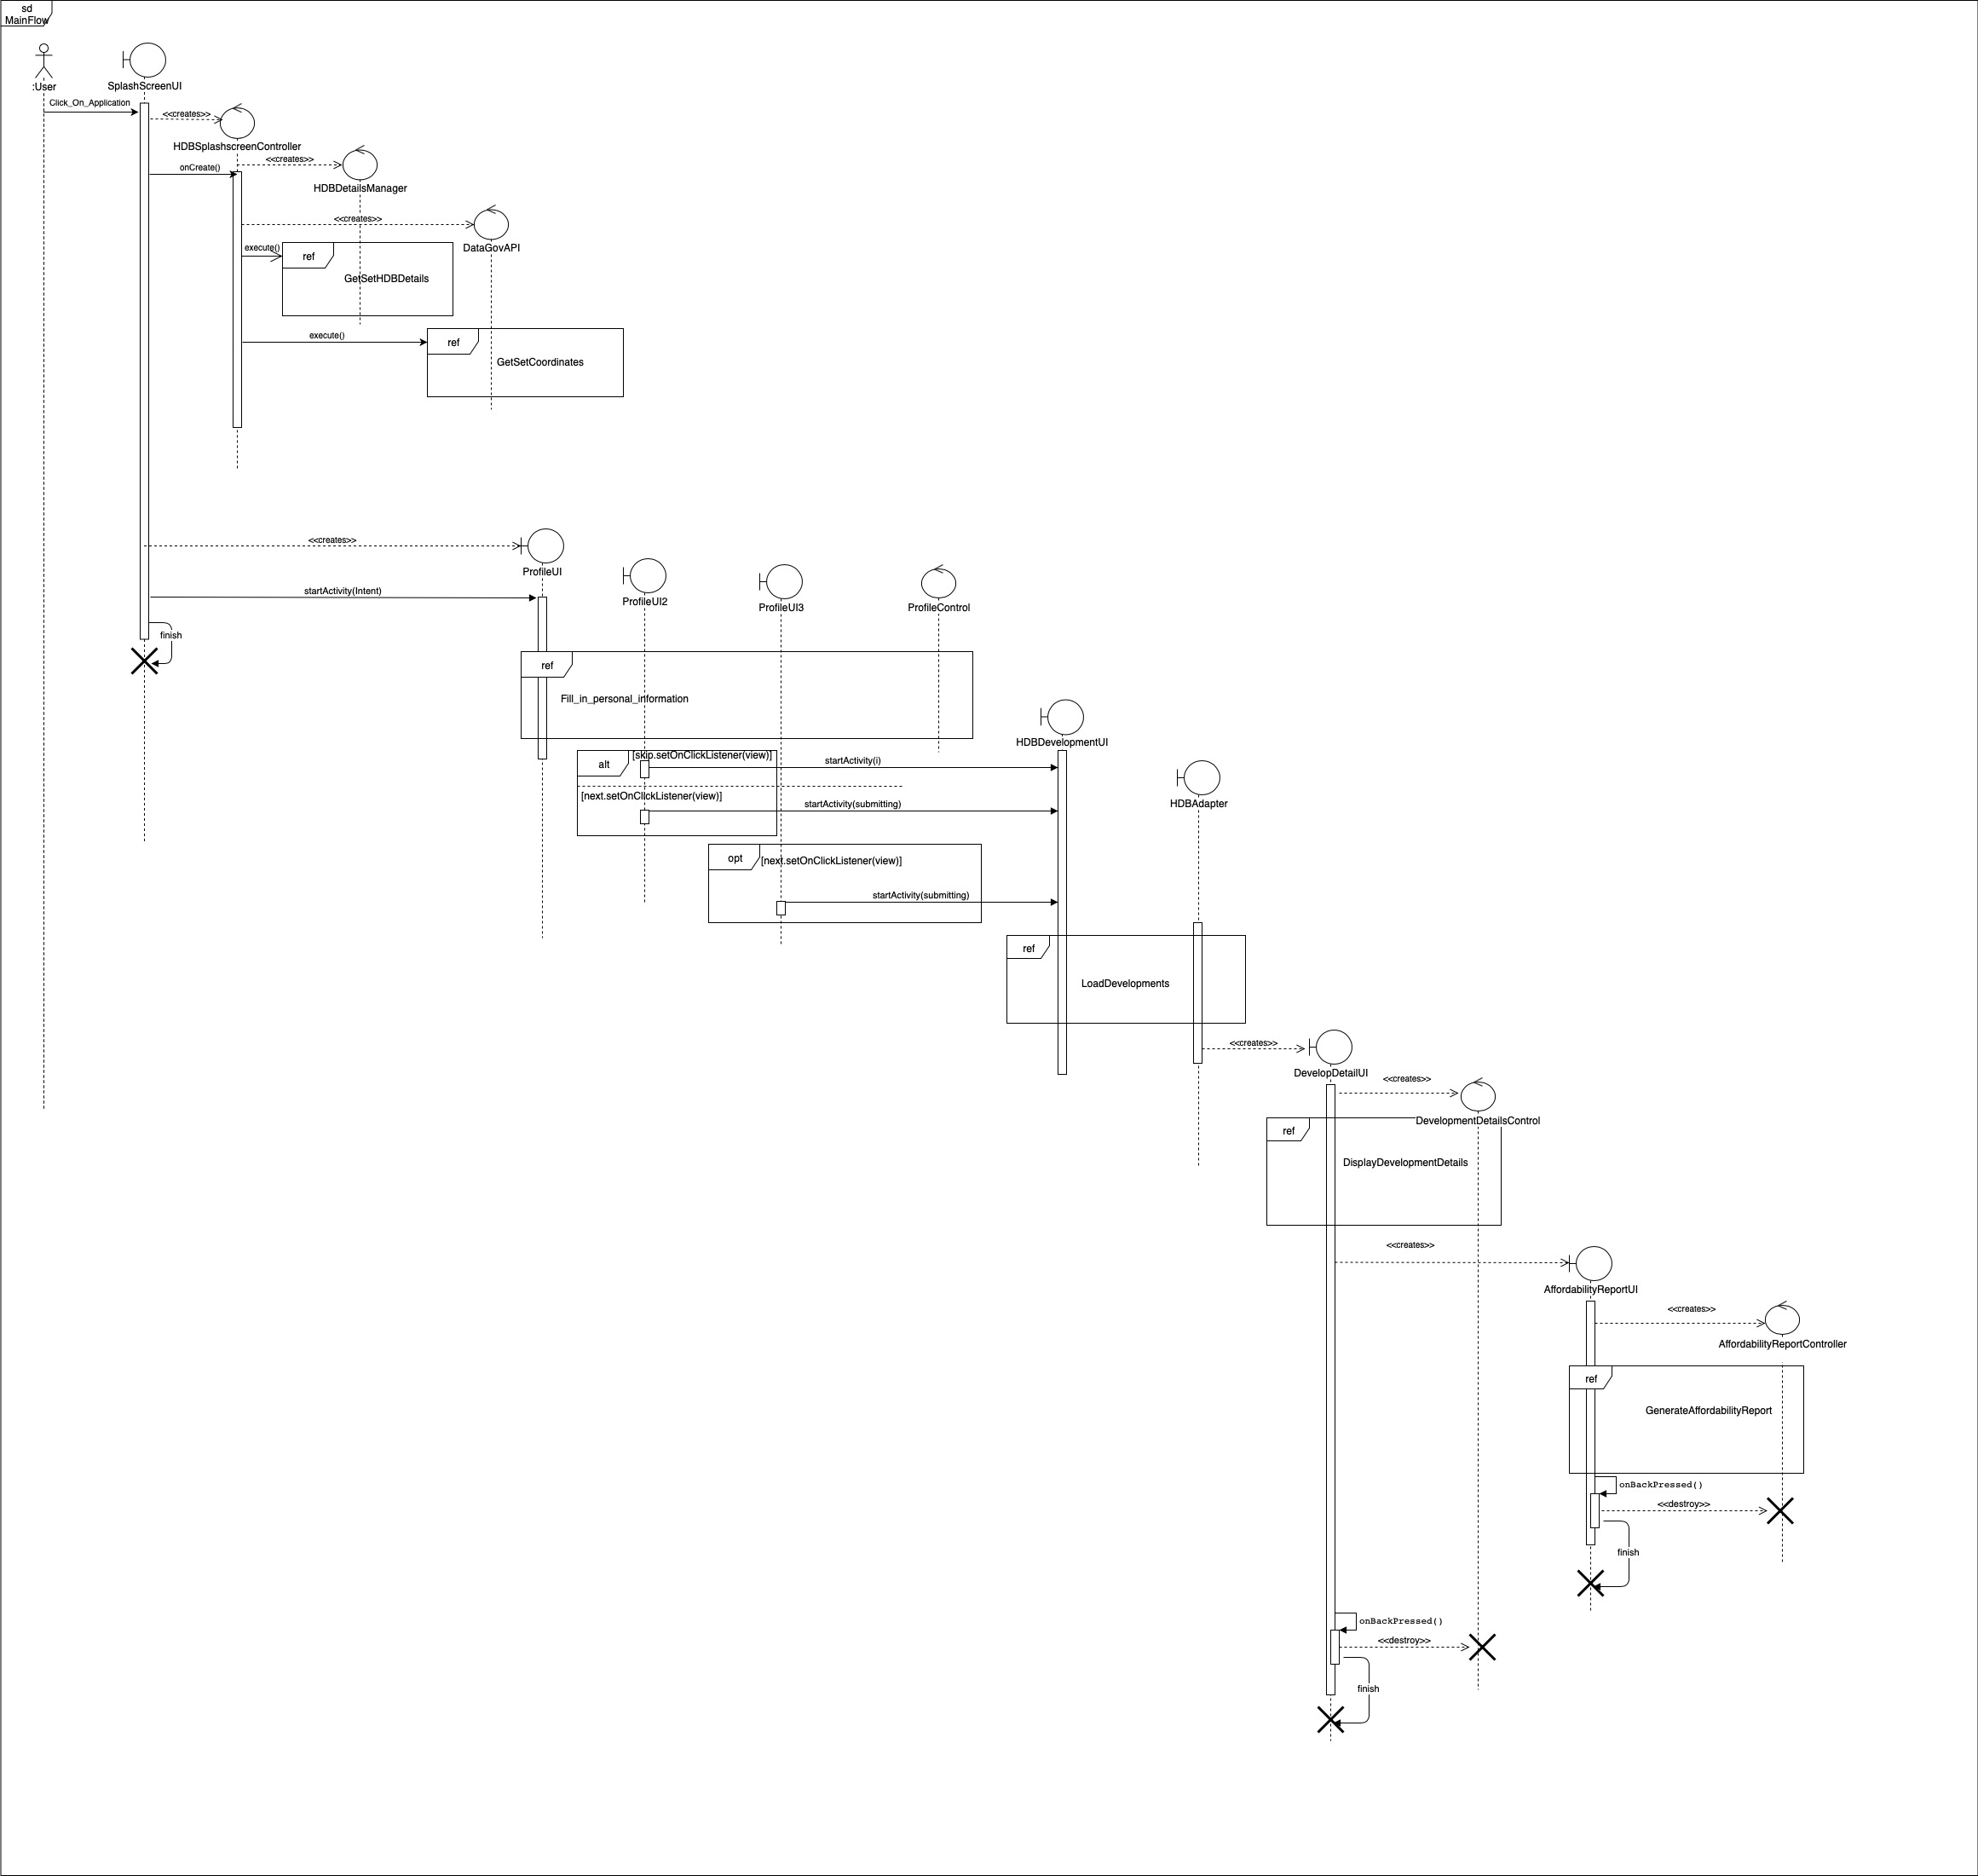 sd
MainFlow
:User
SplashScreenUI
Click_On_Application
<<creates>>
HDBSplashscreenController
<<creates>>
onCreate()
HDBDetailsManager
<<creates>>
DataGovAPI
execute()
ref
GetSetHDBDetails
execute()
ref
GetSetCoordinates
<<creates>>
ProfileUI
startActivity(Intent)
ProfileUI2
ProfileUI3
ProfileControl
finish
ref
Fill_in_personal_information
HDBDevelopmentUI
alt
[skip.setOnClickListener(view)]
startActivity(i)
[next.setOnClickListener(view)]
startActivity(submitting)
HDBAdapter
opt
[next.setOnClickListener(view)]
startActivity(submitting)
ref
LoadDevelopments
<<creates>>
DevelopDetailUI
<<creates>>
DevelopmentDetailsControl
ref
DisplayDevelopmentDetails
<<creates>>
AffordabilityReportUI
<<creates>>
AffordabilityReportController
ref
GenerateAffordabilityReport
onBackPressed()
<<destroy>>
finish
onBackPressed()
<<destroy>>
finish